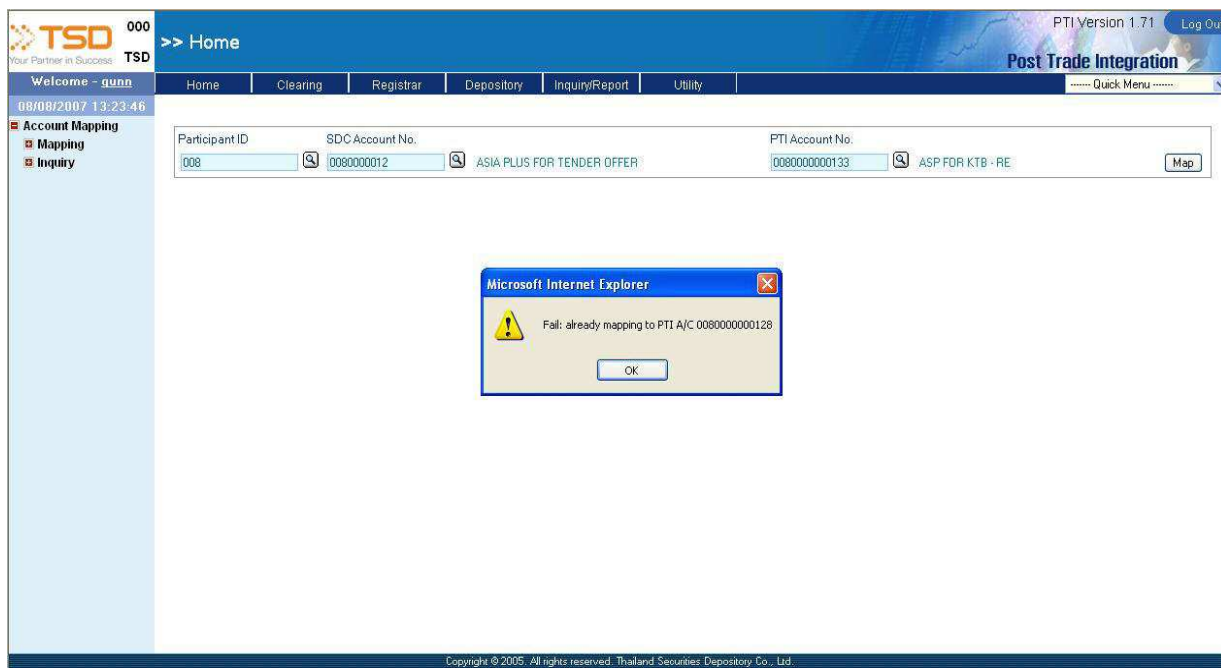 TSD
Your Partner in Success
000
TSD
>> Home
PTI Version 1.71
Log Ou
Post Trade Integration
Welcome - gunn
Home Clearing Registrar Depository Inquiry/Report Utility
------ Quick Menu ------
08/08/2007 13:23:46
Account Mapping
Mapping
Inquiry
Participant ID SDC Account No. PTI Account No.
008 0080000012 ASIA PLUS FOR TENDER OFFER 0080000000133 ASP FOR KTB - RE Map
Microsoft Internet Explorer
Fail: already mapping to PTI A/C 0080000000128
OK
Copyright © 2005. All rights reserved. Thailand Securities Depository Co., Ltd.